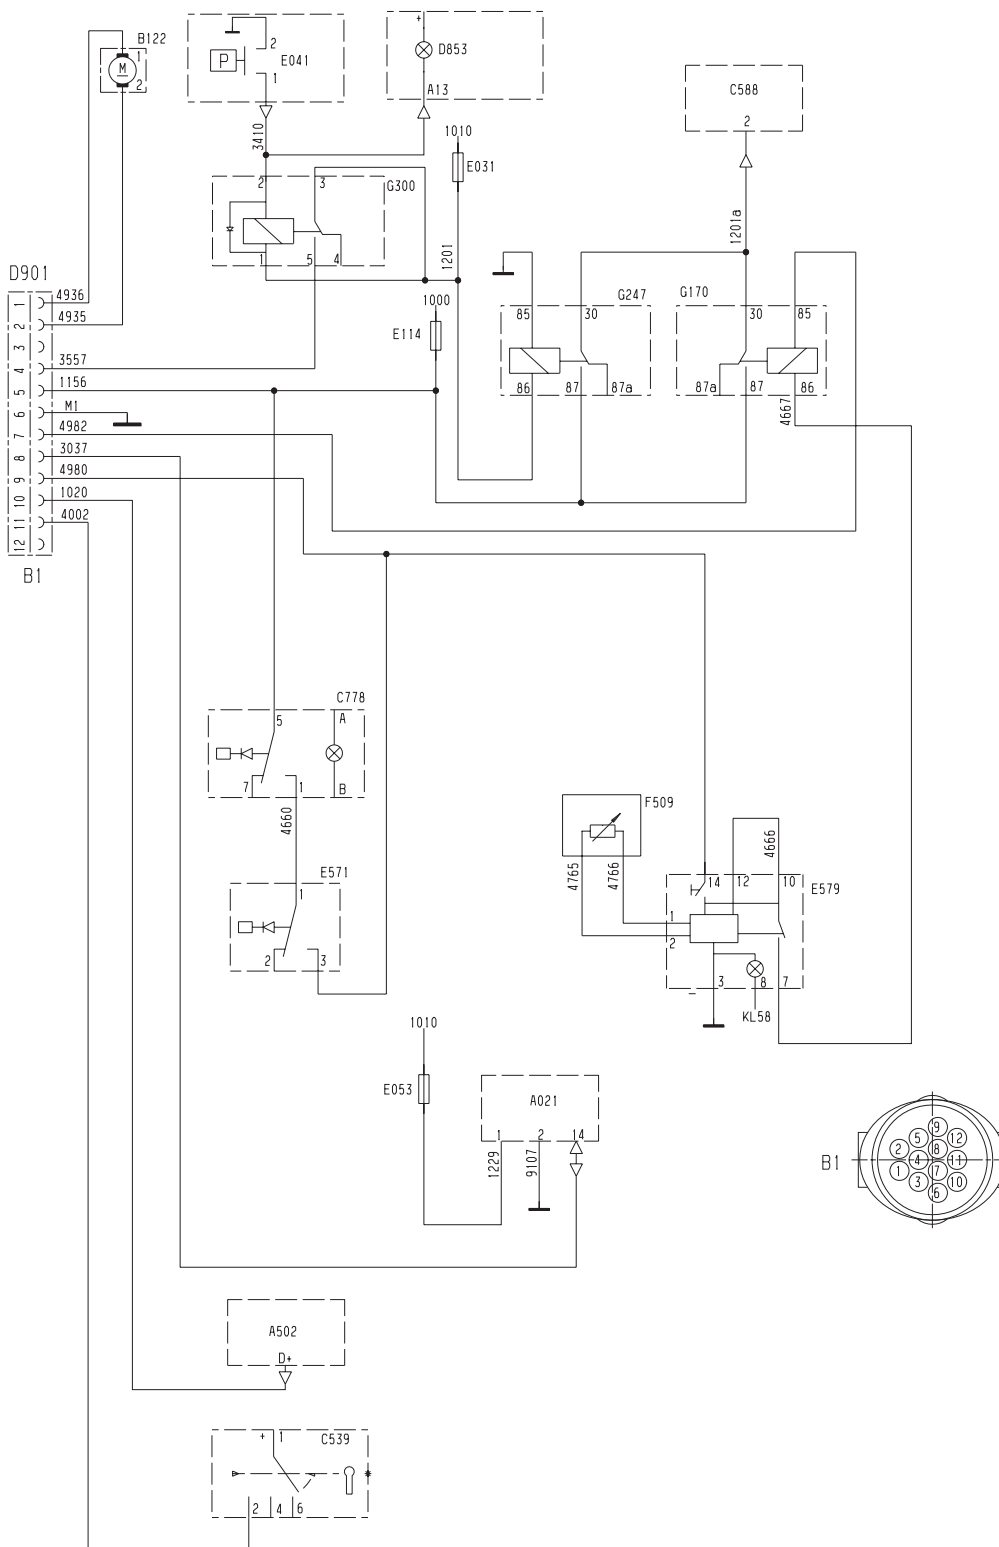 B122
1
M
2
2
E041
P
1
3410
+
D853
A13
C588
2
1010
E031
2
3
G300
1
5
4
1201
1201a
D901
1 4936
2 4935
3
4 3557
5 1156
6 M1
7 4982
8 3037
9 4980
10 1020
11 4002
12
B1
1000
E114
G247
85
30
86
87
87a
G170
30
85
87a
87
86
4667
C778
5
A
7
1
B
4660
E571
1
2
3
F509
4765
4766
4666
14
12
10
E579
1
2
3
8
7
–
KL58
1010
E053
A021
1
2
14
1229
9107
B1
9
5
12
2
8
4
11
1
7
3
10
6
A502
D+
+
1
C539
2
4
6